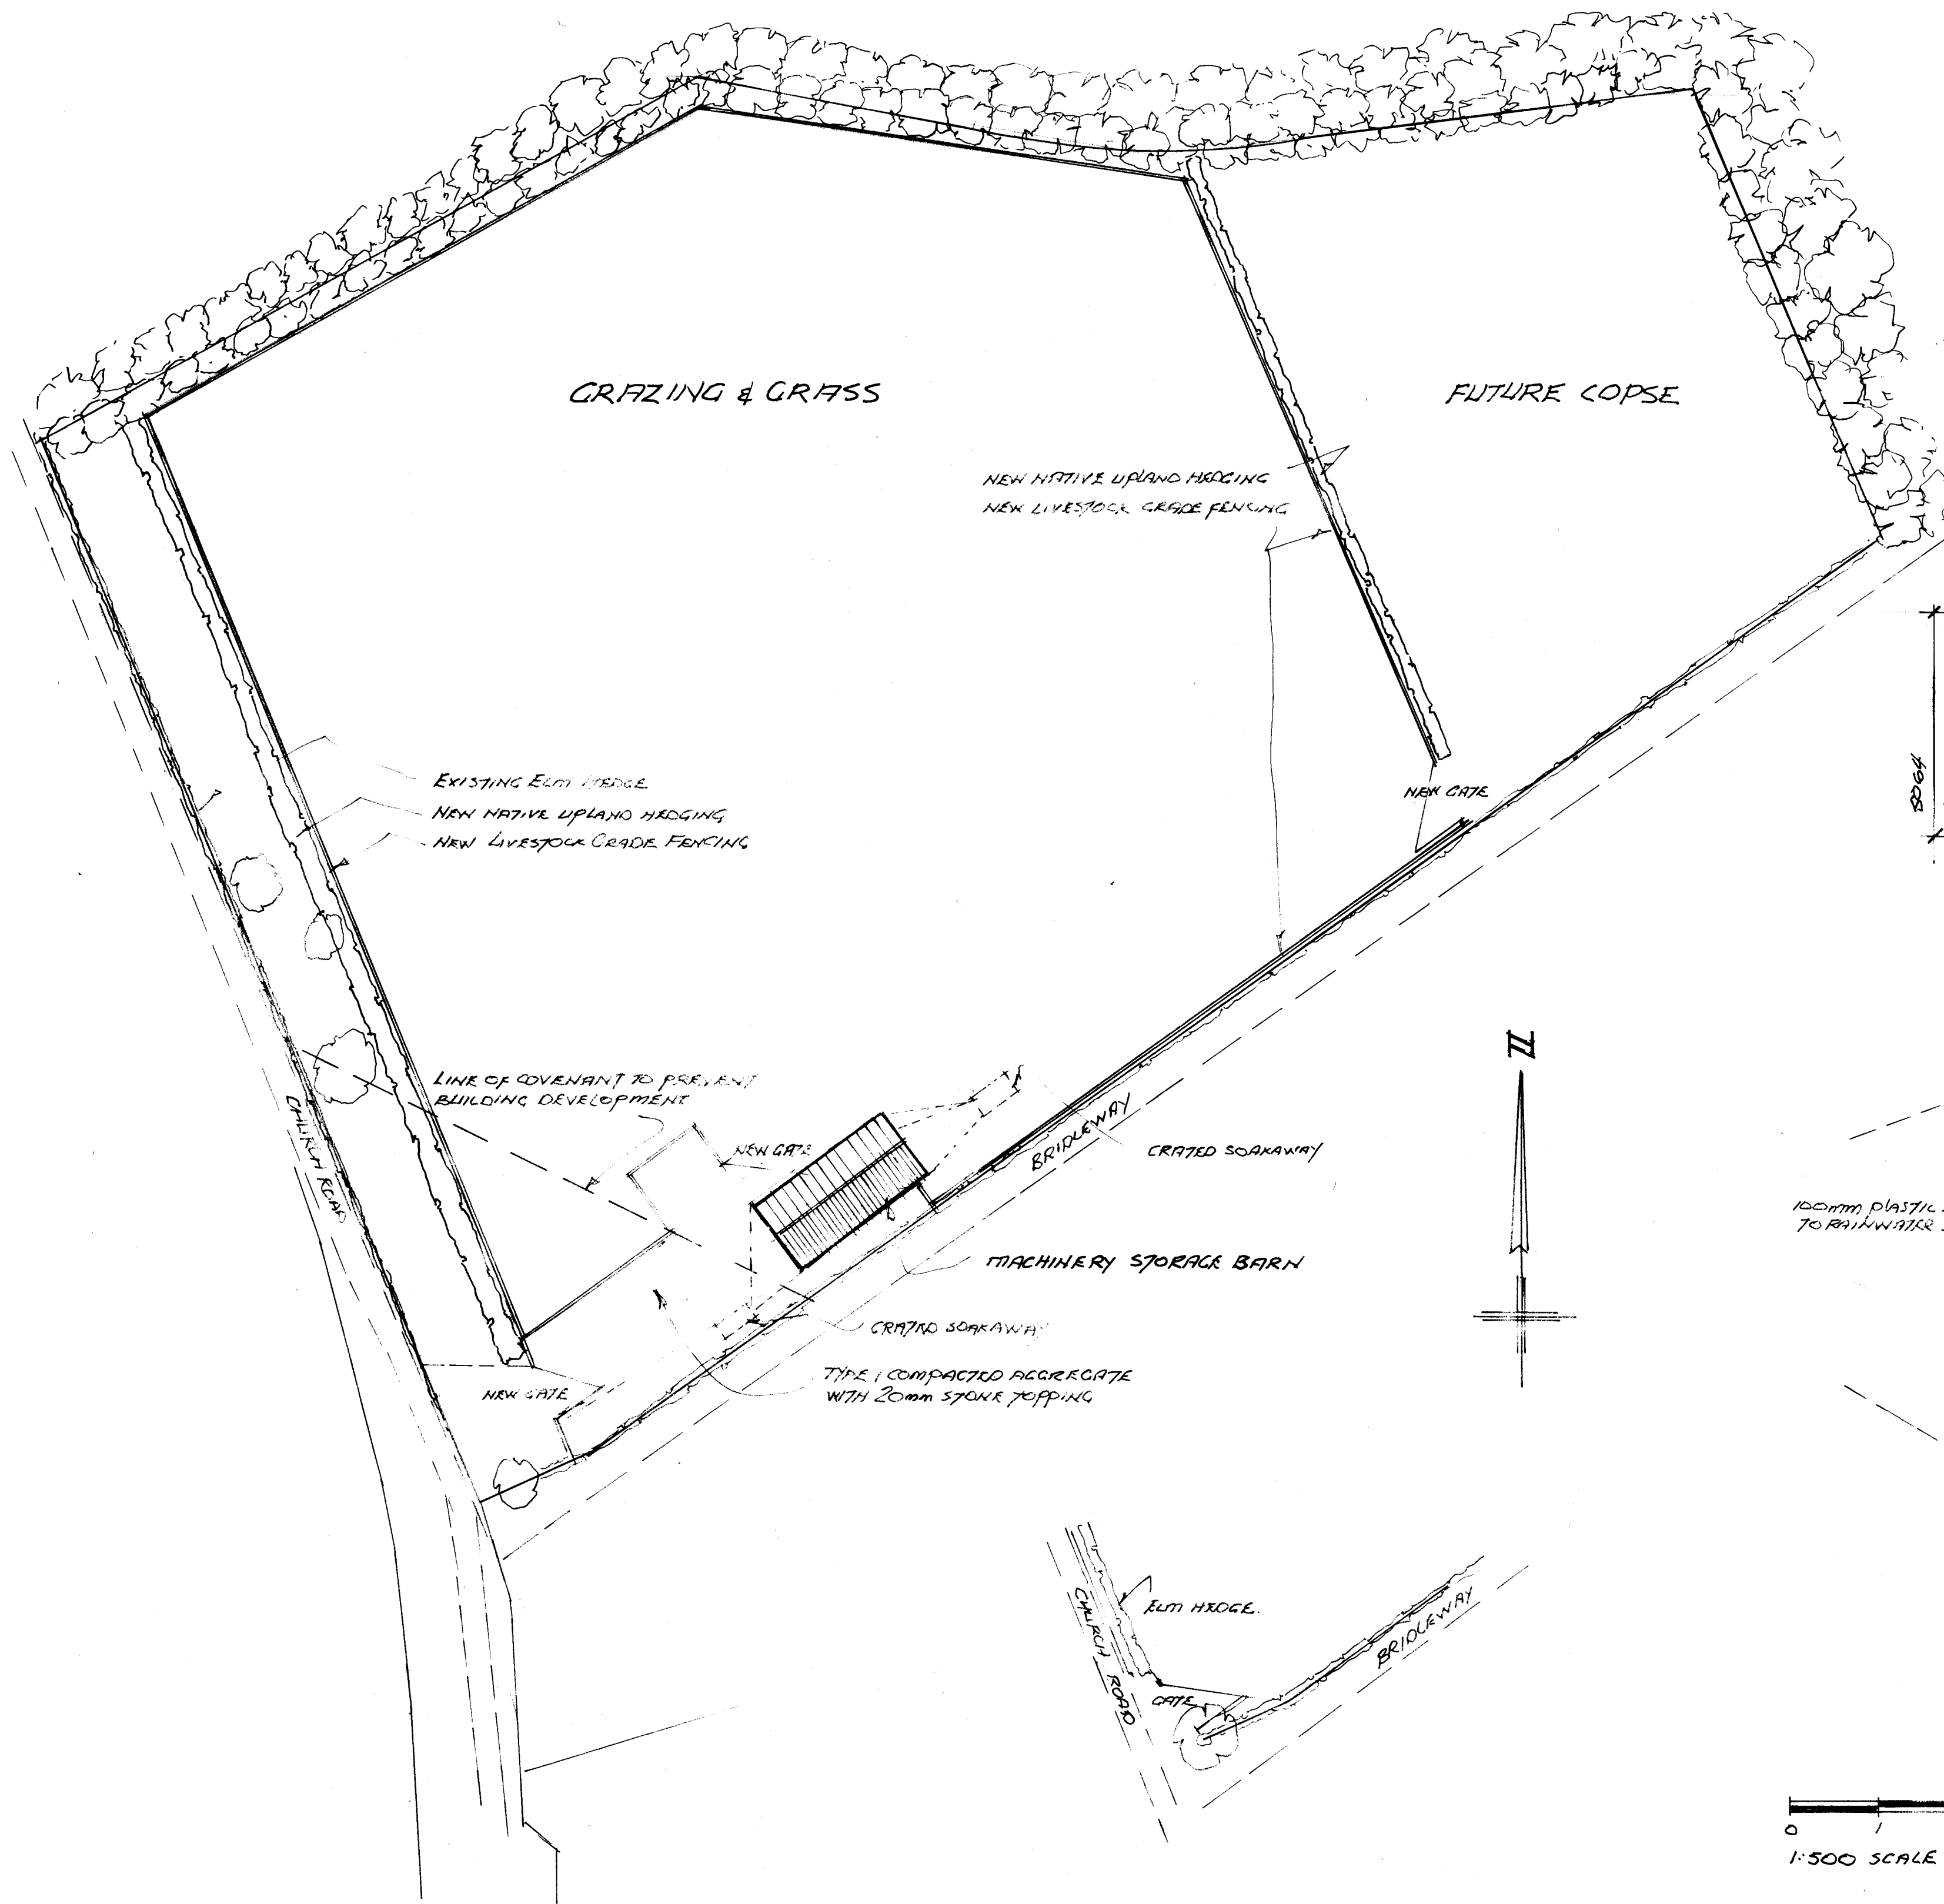 GRAZING & GRASS
FUTURE COPSE
NEW NATIVE UPLAND HEDGING
NEW LIVESTOCK GRADE FENCING
8064
EXISTING ELM HEDGE
NEW NATIVE UPLAND HEDGING
NEW LIVESTOCK GRADE FENCING
NEW GATE
N
LINE OF COVENANT TO PREVENT
BUILDING DEVELOPMENT
NEW GATE
BRIDLEWAY
CRATED SOAKAWAY
CHURCH ROAD
100mm PLASTIC
TO RAINWATER
MACHINERY STORAGE BARN
CRATED SOAKAWAY
TYPE 1 COMPACTED AGGREGATE
WITH 20mm STONE TOPPING
NEW GATE
ELM HEDGE.
CHURCH ROAD
BRIDLEWAY
GATE
0 1
1:500 SCALE